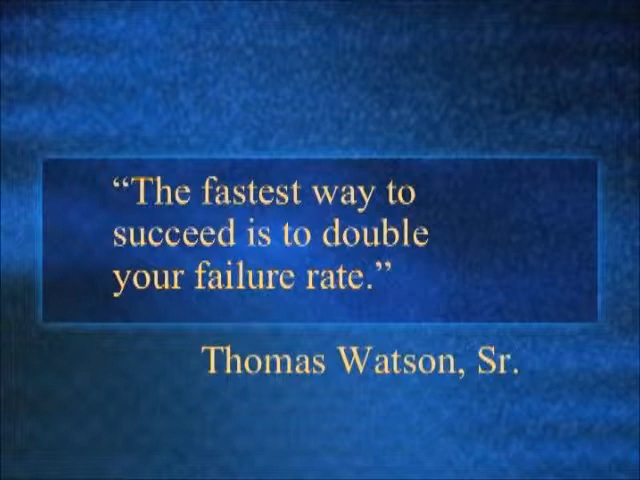 “The fastest way to
succeed is to double
your failure rate.”
Thomas Watson, Sr.